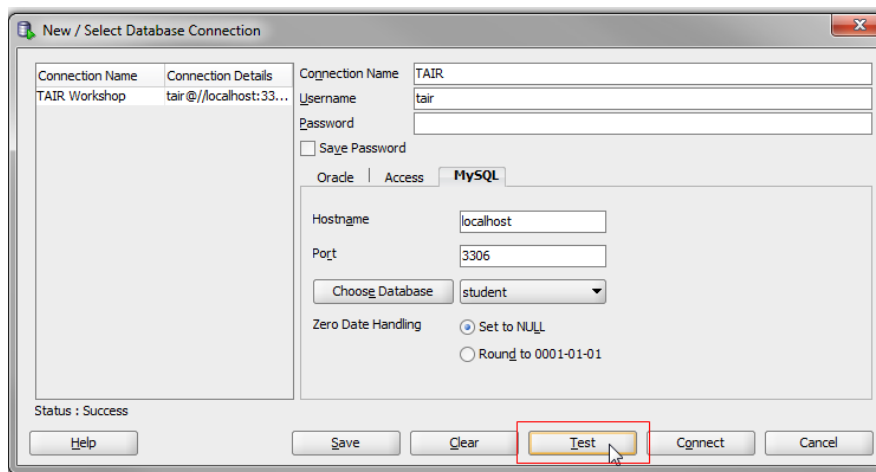 New / Select Database Connection
Connection Name Connection Details
TAIR Workshop tair@//localhost:33...
Connection Name TAIR
Username tair
Password
Save Password
Oracle Access MySQL
Hostname localhost
Port 3306
Choose Database student
Zero Date Handling Set to NULL
Round to 0001-01-01
Status : Success
Help Save Clear Test Connect Cancel